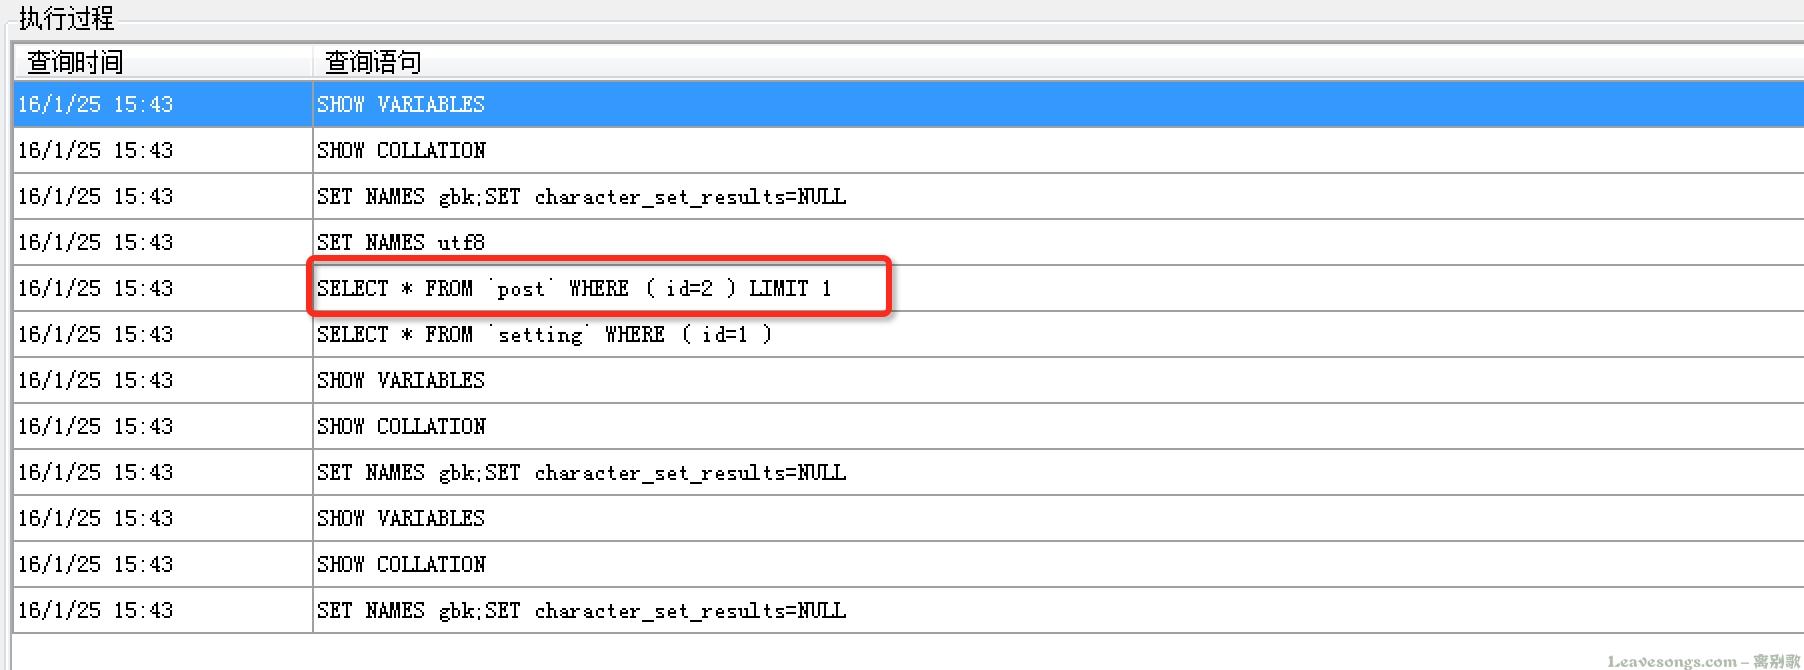 执行过程
查询时间 查询语句
16/1/25 15:43 SHOW VARIABLES
16/1/25 15:43 SHOW COLLATION
16/1/25 15:43 SET NAMES gbk;SET character_set_results=NULL
16/1/25 15:43 SET NAMES utf8
16/1/25 15:43 SELECT * FROM `post` WHERE ( id=2 ) LIMIT 1
16/1/25 15:43 SELECT * FROM `setting` WHERE ( id=1 )
16/1/25 15:43 SHOW VARIABLES
16/1/25 15:43 SHOW COLLATION
16/1/25 15:43 SET NAMES gbk;SET character_set_results=NULL
16/1/25 15:43 SHOW VARIABLES
16/1/25 15:43 SHOW COLLATION
16/1/25 15:43 SET NAMES gbk;SET character_set_results=NULL
Leavesongs.com - 离别歌